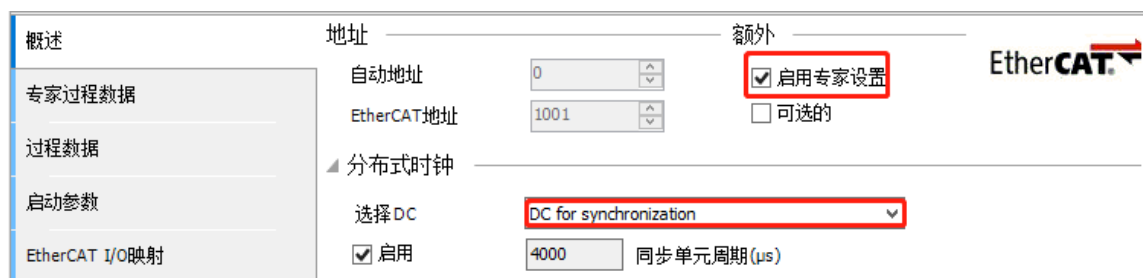 概述
专家过程数据
过程数据
启动参数
EtherCAT I/O映射
地址
自动地址 0
EtherCAT地址 1001
额外
启用专家设置
可选的
EtherCAT.
分布式时钟
选择DC DC for synchronization
启用 4000 同步单元周期(µs)